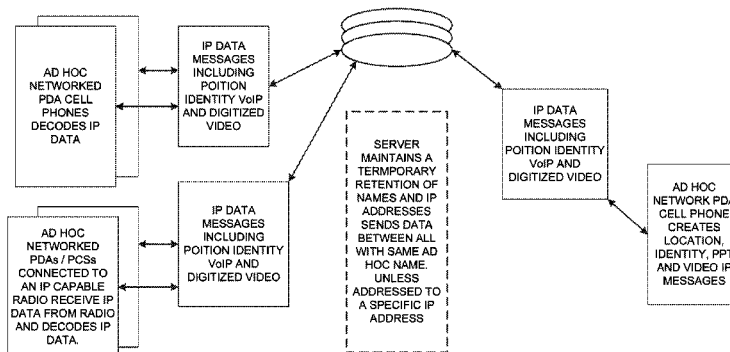 AD HOC
NETWORKED
PDA CELL
PHONES
DECODES IP
DATA
IP DATA
MESSAGES
INCLUDING
POITION
IDENTITY VoIP
AND DIGITIZED
VIDEO
IP DATA
MESSAGES
INCLUDING
POITION IDENTITY
VoIP AND
DIGITIZED VIDEO
AD HOC
NETWORK PDA
CELL PHONE
CREATES
LOCATION,
IDENTITY, PPT
AND VIDEO IP
MESSAGES
SERVER
MAINTAINS A
TERMPORARY
RETENTION OF
NAMES AND IP
ADDRESSES
SENDS DATA
BETWEEN ALL
WITH SAME AD
HOC NAME.
UNLESS
ADDRESSED TO
A SPECIFIC IP
ADDRESS
AD HOC
NETWORKED
PDAs / PCSs
CONNECTED TO
AN IP CAPABLE
RADIO RECEIVE IP
DATA FROM RADIO
AND DECODES IP
DATA.
IP DATA
MESSAGES
INCLUDING
POITION IDENTITY
VoIP AND
DIGITIZED VIDEO